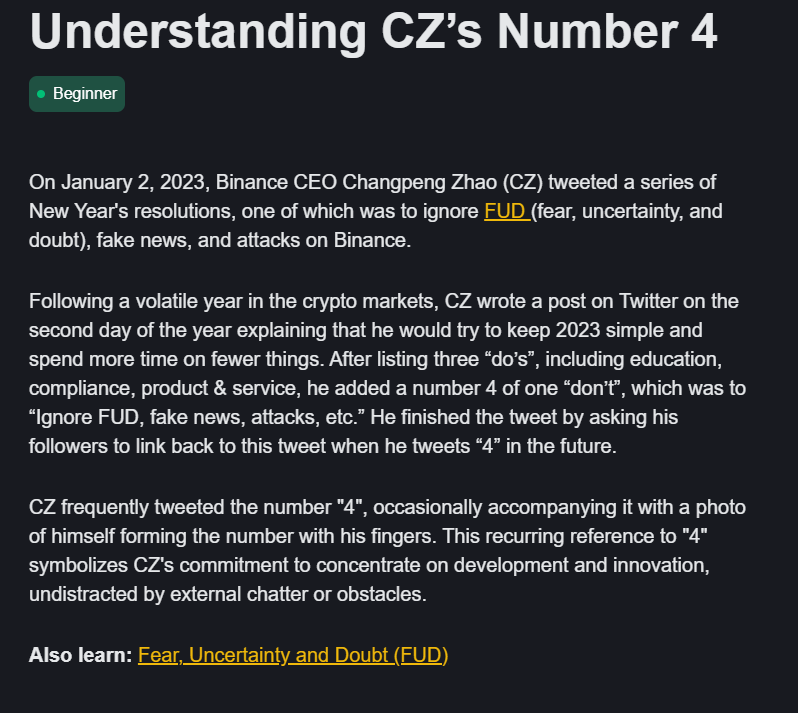 Understanding CZ’s Number 4
Beginner
On January 2, 2023, Binance CEO Changpeng Zhao (CZ) tweeted a series of
New Year's resolutions, one of which was to ignore FUD (fear, uncertainty, and
doubt), fake news, and attacks on Binance.
Following a volatile year in the crypto markets, CZ wrote a post on Twitter on the
second day of the year explaining that he would try to keep 2023 simple and
spend more time on fewer things. After listing three “do’s”, including education,
compliance, product & service, he added a number 4 of one “don’t”, which was to
“Ignore FUD, fake news, attacks, etc.” He finished the tweet by asking his
followers to link back to this tweet when he tweets “4” in the future.
CZ frequently tweeted the number "4", occasionally accompanying it with a photo
of himself forming the number with his fingers. This recurring reference to "4"
symbolizes CZ's commitment to concentrate on development and innovation,
undistracted by external chatter or obstacles.
Also learn: Fear, Uncertainty and Doubt (FUD)